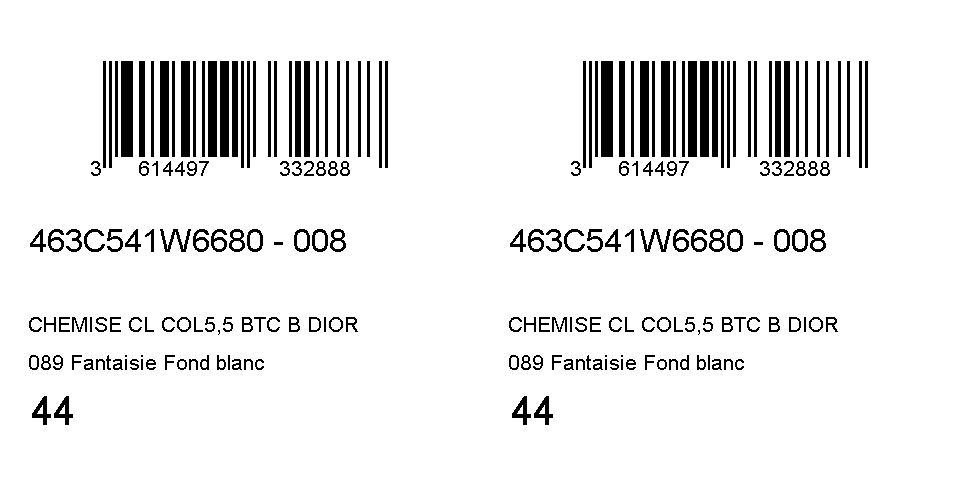 3 614497 332888
463C541W6680 - 008
CHEMISE CL COL5,5 BTC B DIOR
089 Fantaisie Fond blanc
44
3 614497 332888
463C541W6680 - 008
CHEMISE CL COL5,5 BTC B DIOR
089 Fantaisie Fond blanc
44